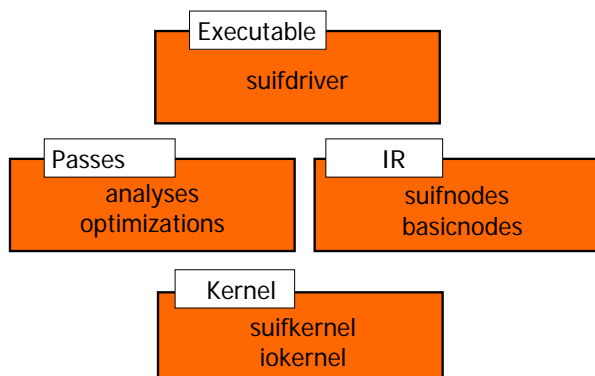 Executable
suifdriver
Passes
analyses
optimizations
IR
suifnodes
basicnodes
Kernel
suifkernel
iokernel